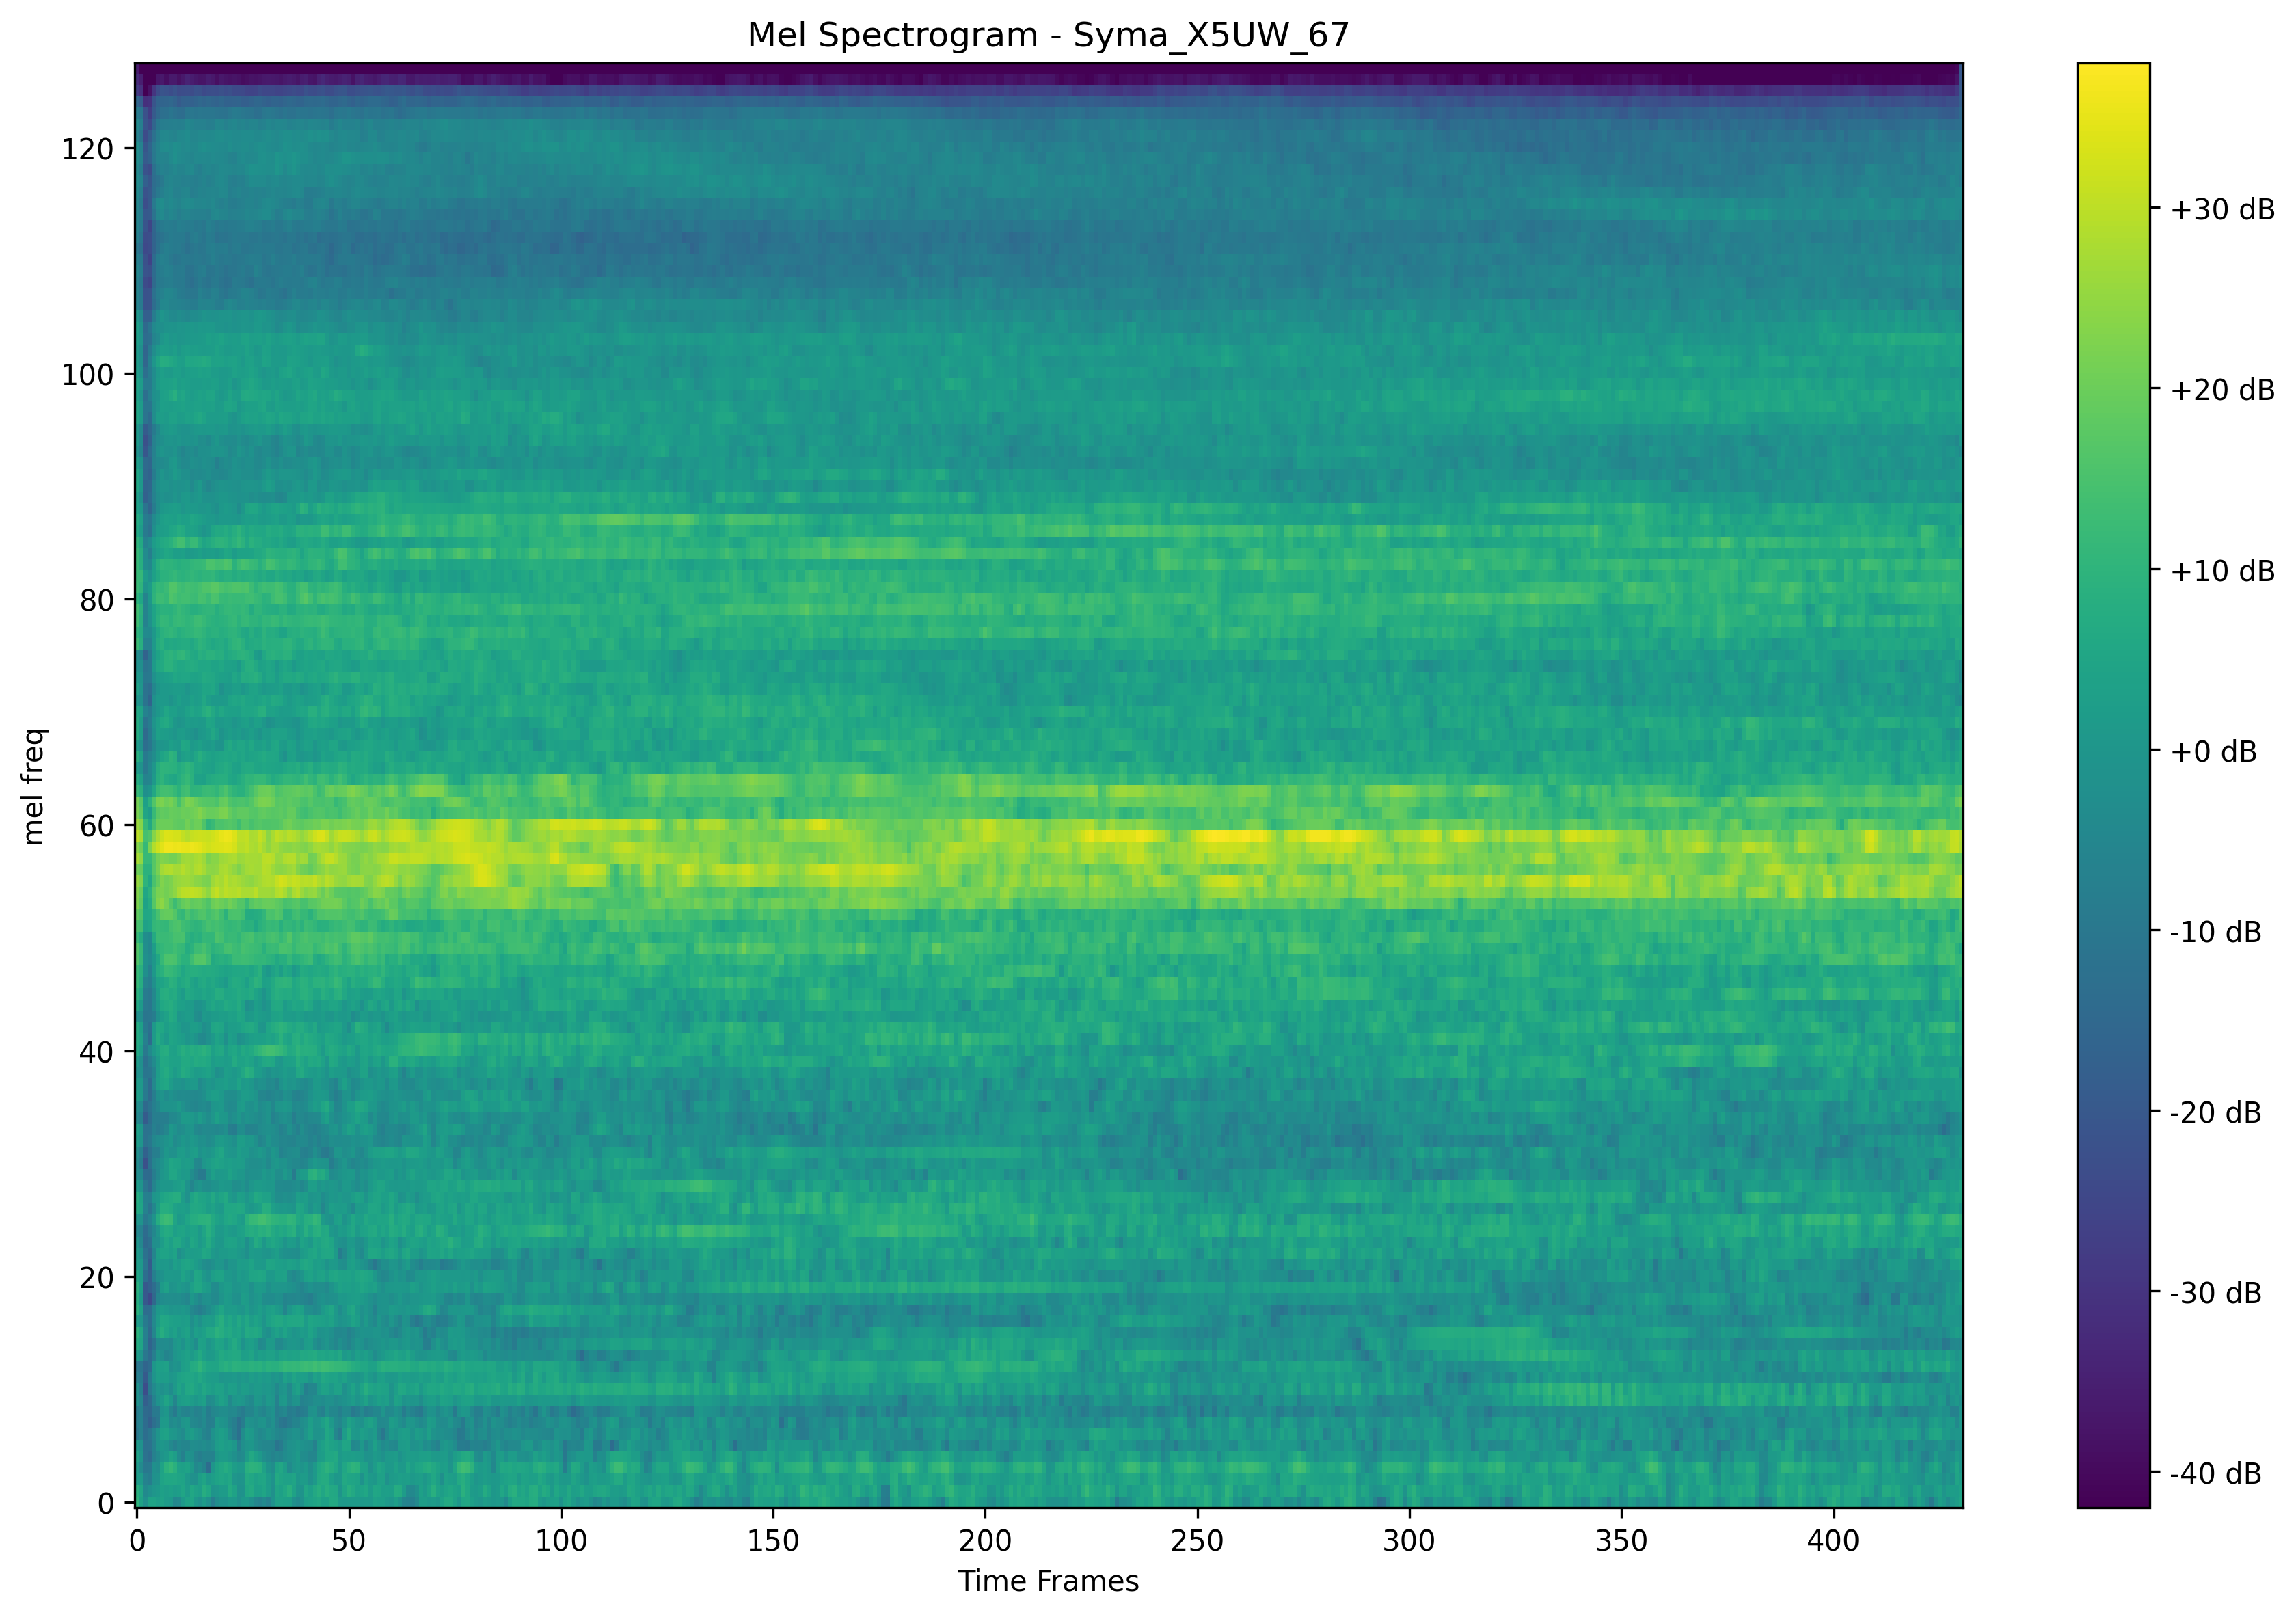 Mel Spectrogram - Syma_X5UW_67
mel freq
120
100
80
60
40
20
0
0 50 100 150 200 250 300 350 400
Time Frames
+30 dB
+20 dB
+10 dB
+0 dB
-10 dB
-20 dB
-30 dB
-40 dB